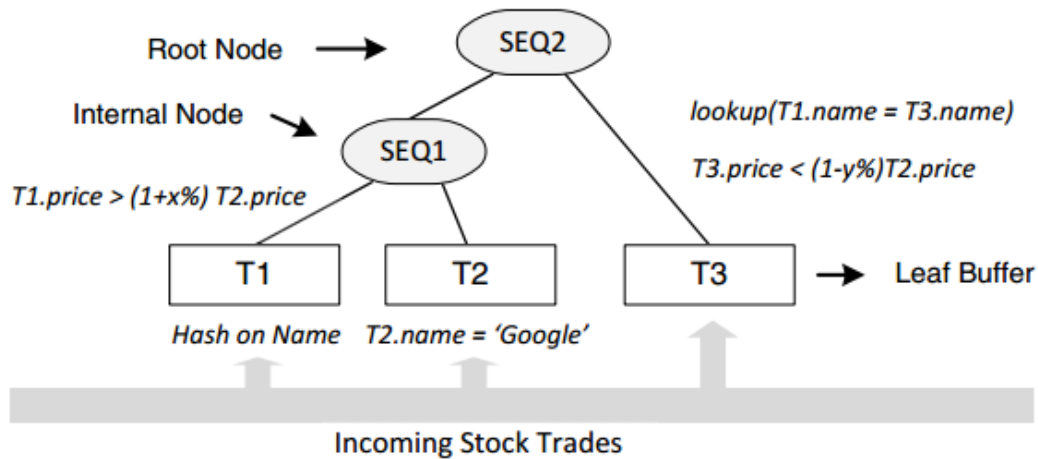 SEQ2
Root Node
Internal Node
lookup(T1.name = T3.name)
SEQ1
T3.price < (1-y%)T2.price
T1.price > (1+x%) T2.price
T1
T2
T3
Leaf Buffer
Hash on Name
T2.name = ‘Google’
Incoming Stock Trades